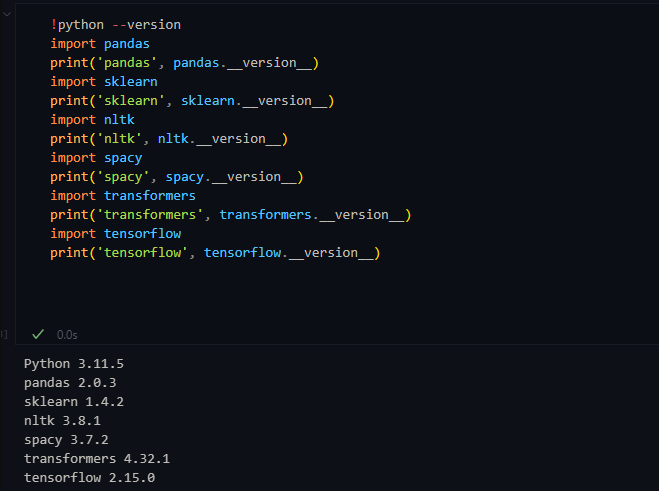 !python --version
import pandas
print('pandas', pandas.__version__)
import sklearn
print('sklearn', sklearn.__version__)
import nltk
print('nltk', nltk.__version__)
import spacy
print('spacy', spacy.__version__)
import transformers
print('transformers', transformers.__version__)
import tensorflow
print('tensorflow', tensorflow.__version__)
0.0s
Python 3.11.5
pandas 2.0.3
sklearn 1.4.2
nltk 3.8.1
spacy 3.7.2
transformers 4.32.1
tensorflow 2.15.0